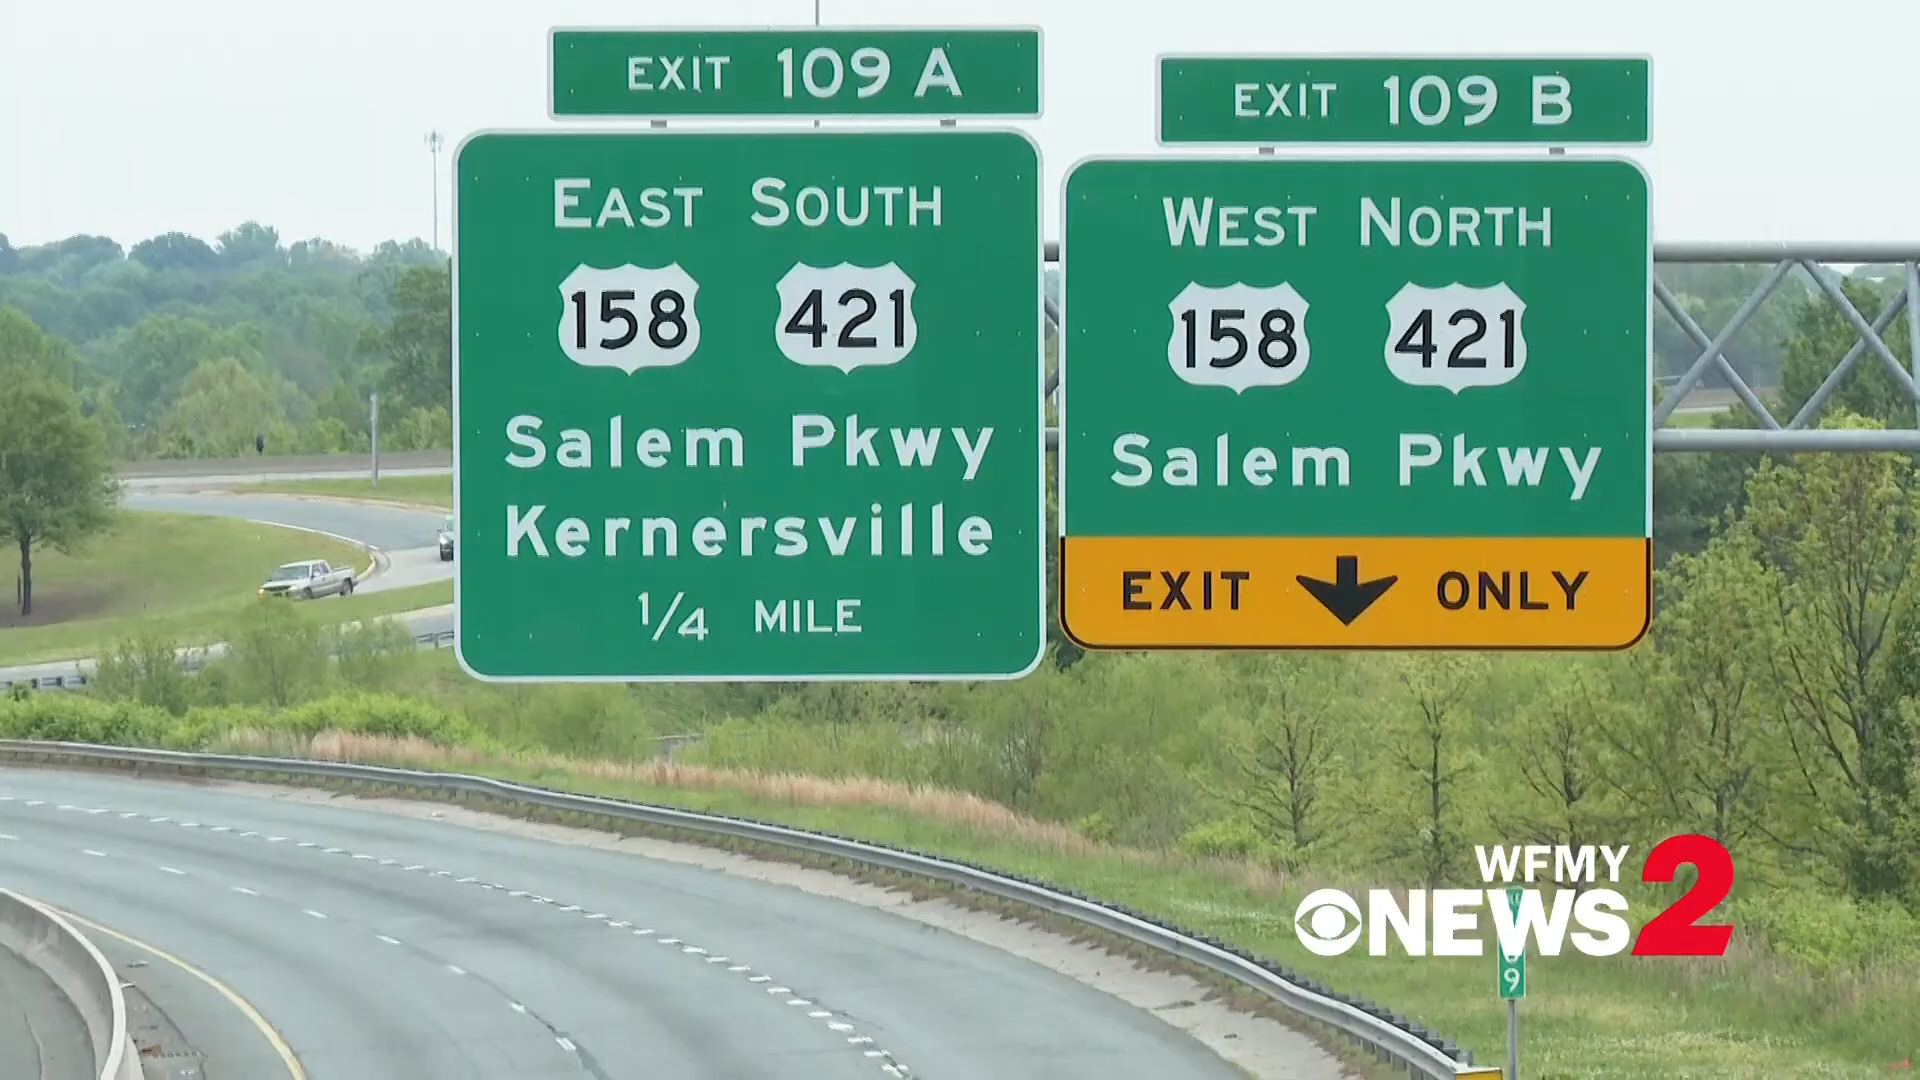 EXIT 109 A
EAST SOUTH
158 421
Salem Pkwy
Kernersville
1/4 MILE
EXIT 109 B
WEST NORTH
158 421
Salem Pkwy
EXIT ONLY
WFMY
NEWS 2
9